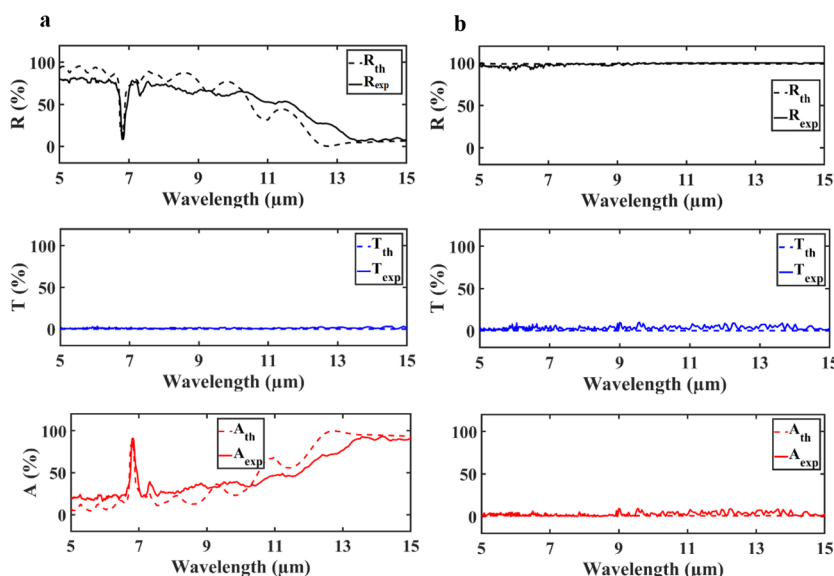 a
b
R (%)
100
50
0
R_th
R_exp
5 7 9 11 13 15
Wavelength (μm)
R (%)
100
50
0
R_th
R_exp
5 7 9 11 13 15
Wavelength (μm)
T (%)
100
50
0
T_th
T_exp
5 7 9 11 13 15
Wavelength (μm)
T (%)
100
50
0
T_th
T_exp
5 7 9 11 13 15
Wavelength (μm)
A (%)
100
50
0
A_th
A_exp
5 7 9 11 13 15
Wavelength (μm)
A (%)
100
50
0
A_th
A_exp
5 7 9 11 13 15
Wavelength (μm)